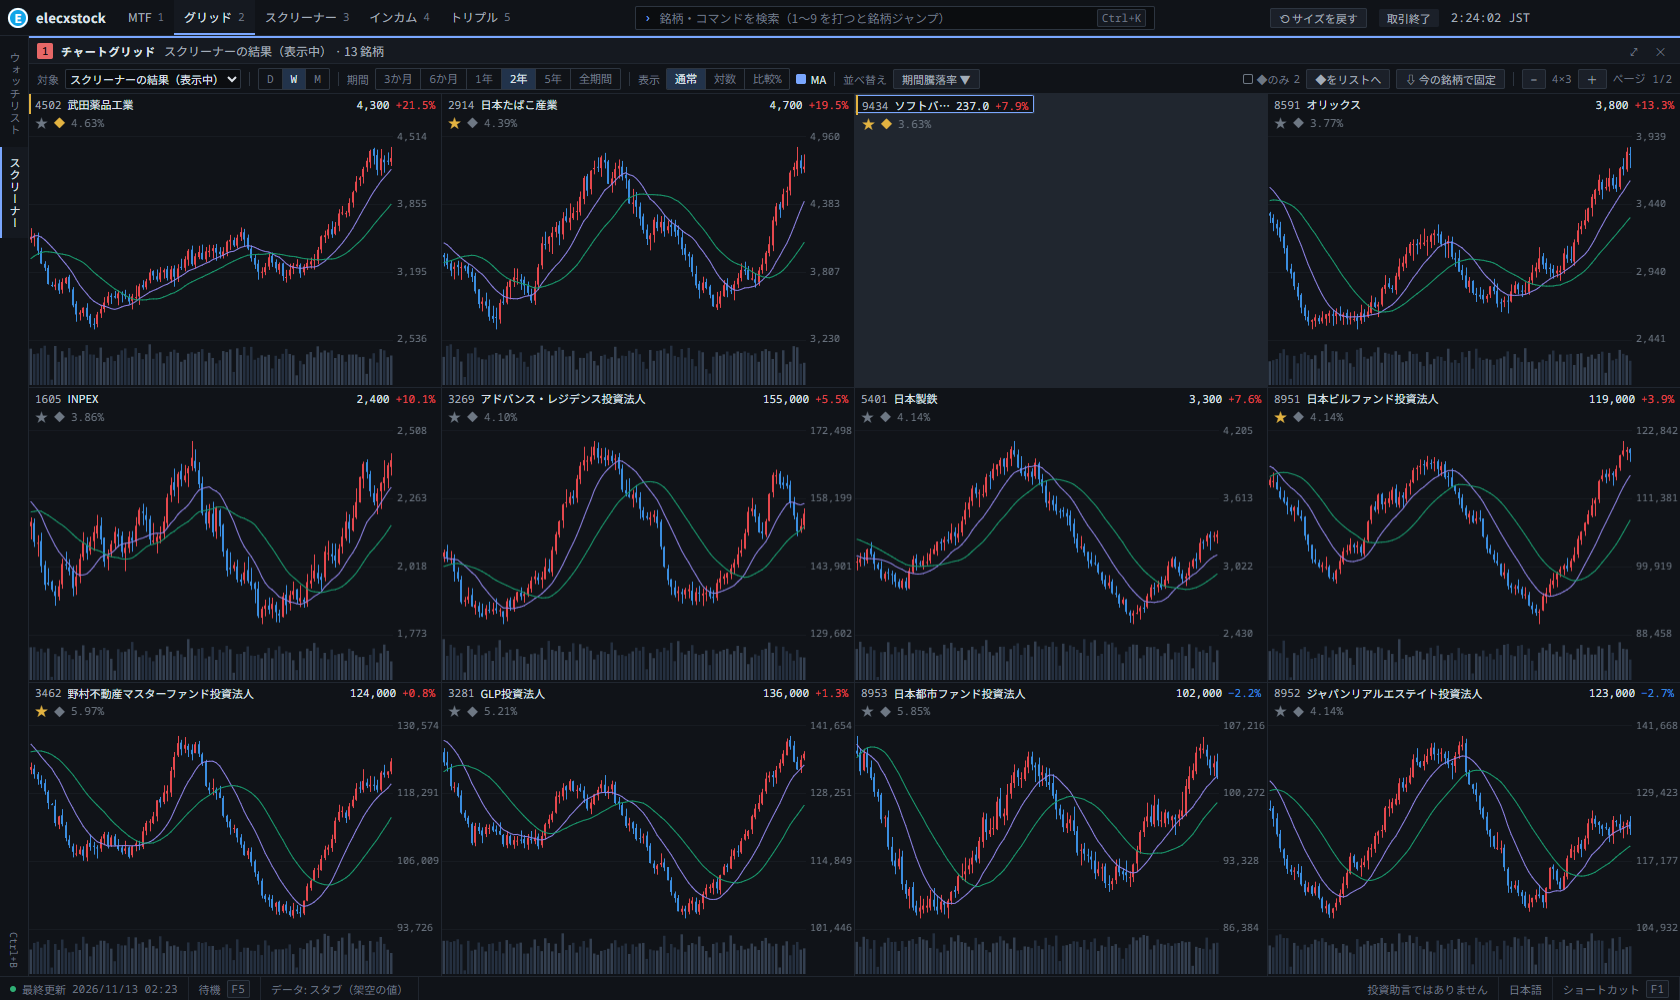 elecxstock MTF 1 グリッド 2 スクリーナー 3 インカム 4 トリプル 5 › 銘柄・コマンドを検索（1〜9 を打つと銘柄ジャンプ） Ctrl+K サイズを戻す 取引終了 2:24:02 JST
ウォッチリスト
スクリーナー
1 チャートグリッド スクリーナーの結果（表示中）・13 銘柄
対象 スクリーナーの結果（表示中） D W M 期間 3か月 6か月 1年 2年 5年 全期間 表示 通常 対数 比較% MA 並べ替え 期間騰落率▼ ◆のみ 2 ◆をリストへ ⇩ 今の銘柄で固定 − 4×3 + ページ 1/2
4502 武田薬品工業 4,300 +21.5%
★ ◆ 4.63%
4,514
3,855
3,195
2,536
2914 日本たばこ産業 4,700 +19.5%
★ ◆ 4.39%
4,960
4,383
3,807
3,230
9434 ソフトバ… 237.0 +7.9%
★ ◆ 3.63%
8591 オリックス 3,800 +13.3%
★ ◆ 3.77%
3,939
3,440
2,940
2,441
1605 INPEX 2,400 +10.1%
★ ◆ 3.86%
2,508
2,263
2,018
1,773
3269 アドバンス・レジデンス投資法人 155,000 +5.5%
★ ◆ 4.10%
172,498
158,199
143,901
129,602
5401 日本製鉄 3,300 +7.6%
★ ◆ 4.14%
4,205
3,613
3,022
2,430
8951 日本ビルファンド投資法人 119,000 +3.9%
★ ◆ 4.14%
122,842
111,381
99,919
88,458
3462 野村不動産マスターファンド投資法人 124,000 +0.8%
★ ◆ 5.97%
130,574
118,291
106,009
93,726
3281 GLP投資法人 136,000 +1.3%
★ ◆ 5.21%
141,654
128,251
114,849
101,446
8953 日本都市ファンド投資法人 102,000 −2.2%
★ ◆ 5.85%
107,216
100,272
93,328
86,384
8952 ジャパンリアルエステイト投資法人 123,000 −2.7%
★ ◆ 4.14%
141,668
129,423
117,177
104,932
Ctrl+B
最終更新 2026/11/13 02:23 待機 F5 データ: スタブ（架空の値） 投資助言ではありません 日本語 ショートカット F1